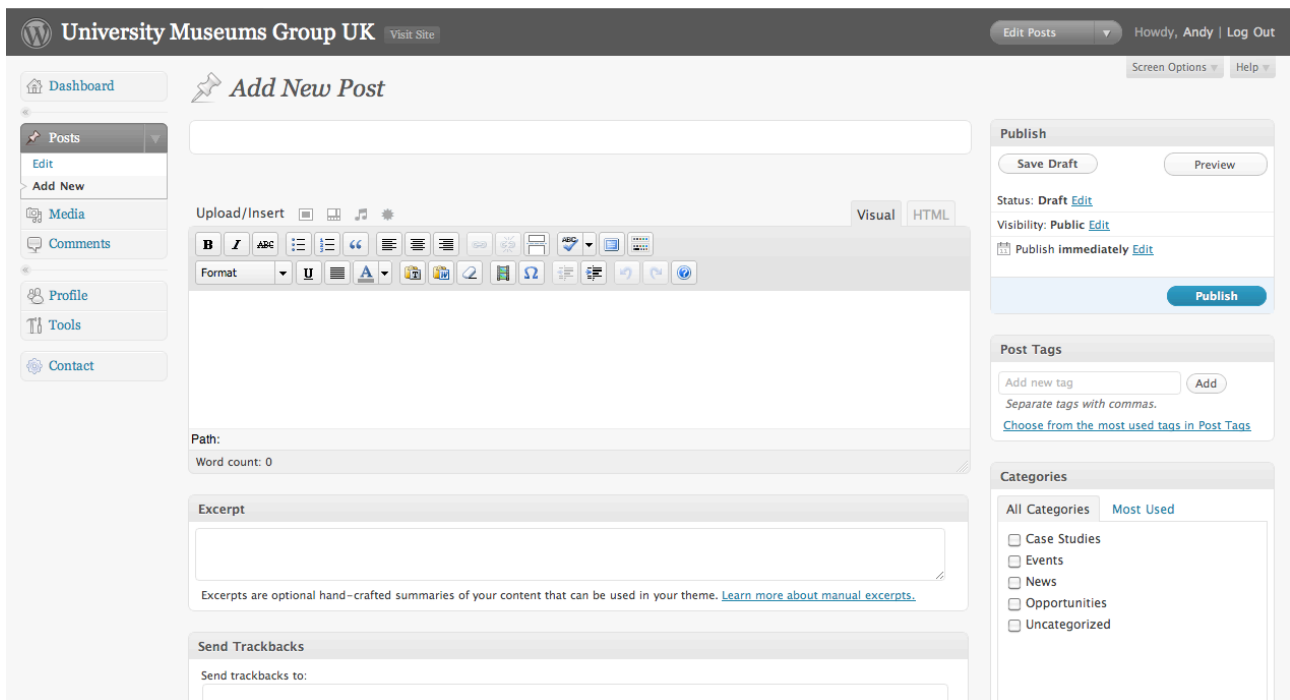 University Museums Group UK Visit Site Edit Posts Howdy, Andy | Log Out
Screen Options Help
Dashboard
Posts
Edit
Add New
Media
Comments
Profile
Tools
Contact
Add New Post
Upload/Insert Visual HTML
B I ABC “ ABC
Format U A T W Ω ?
Path:
Word count: 0
Excerpt
Excerpts are optional hand-crafted summaries of your content that can be used in your theme. Learn more about manual excerpts.
Send Trackbacks
Send trackbacks to:
Publish
Save Draft Preview
Status: Draft Edit
Visibility: Public Edit
Publish immediately Edit
Publish
Post Tags
Add new tag Add
Separate tags with commas.
Choose from the most used tags in Post Tags
Categories
All Categories Most Used
Case Studies
Events
News
Opportunities
Uncategorized